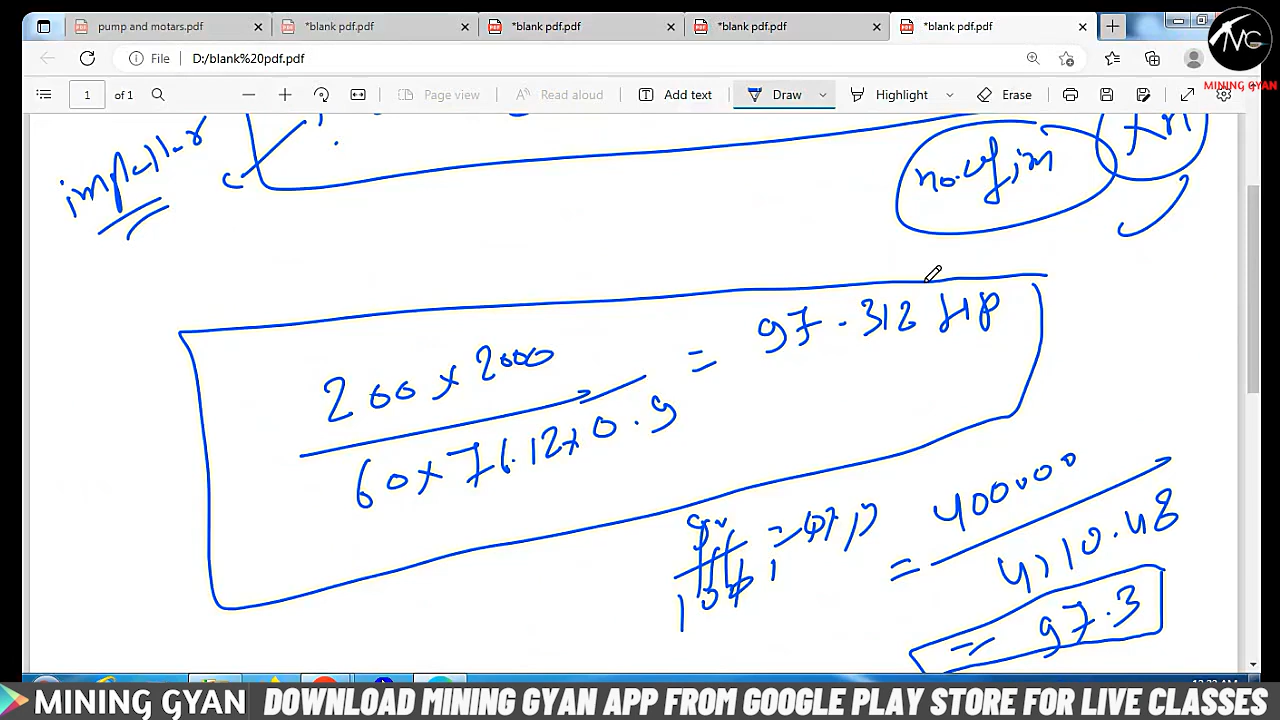 pump and motars.pdf
*blank pdf.pdf
*blank pdf.pdf
*blank pdf.pdf
*blank pdf.pdf
TVG
MINING GYAN
File
D:/blank%20pdf.pdf
1
of 1
Page view
Read aloud
Add text
Draw
Highlight
Erase
impellar
no. of im
200 x 2000
60 x 76.12 x 0.9
= 97.312 HP
= 400000
4110.48
= 97.3
MINING GYAN
DOWNLOAD MINING GYAN APP FROM GOOGLE PLAY STORE FOR LIVE CLASSES